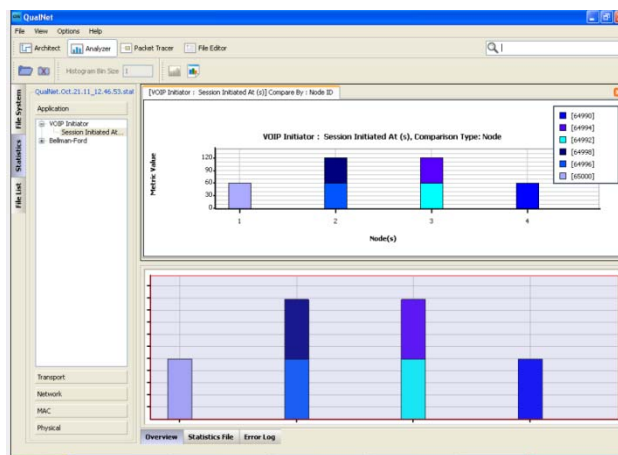 QualNet
File View Options Help
Architect Analyzer Packet Tracer File Editor
Histogram Bin Size 1
File System
Statistics
File List
QualNet.Oct.21.11_12.46.53.stat
Application
VOIP Initiator
Session Initiated At...
Bellman-Ford
Transport
Network
MAC
Physical
[VOIP Initiator : Session Initiated At (s)] Compare By : Node ID
VOIP Initiator : Session Initiated At (s), Comparison Type: Node
Metric Value
120
90
60
30
0
1 2 3 4
Node(s)
[64990]
[64994]
[64992]
[64998]
[64996]
[65000]
Overview Statistics File Error Log